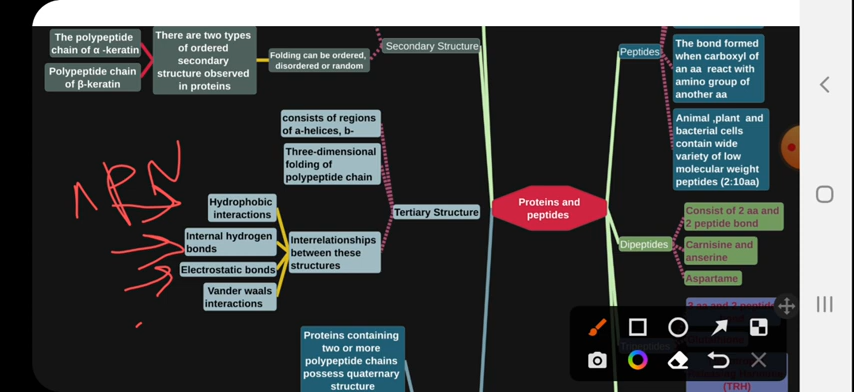 The polypeptide
chain of α -keratin
Polypeptide chain
of β-keratin
There are two types
of ordered
secondary
structure observed
in proteins
Folding can be ordered,
disordered or random
Secondary Structure
consists of regions
of a-helices, b-
Three-dimensional
folding of
polypeptide chain
Hydrophobic
interactions
Internal hydrogen
bonds
Electrostatic bonds
Vander waals
interactions
Interrelationships
between these
structures
Tertiary Structure
Proteins containing
two or more
polypeptide chains
possess quaternary
structure
Proteins and
peptides
Peptides
The bond formed
when carboxyl of
an aa react with
amino group of
another aa
Animal ,plant and
bacterial cells
contain wide
variety of low
molecular weight
peptides (2:10aa)
Dipeptides
Consist of 2 aa and
2 peptide bond
Carnisine and
anserine
Aspartame
(TRH)